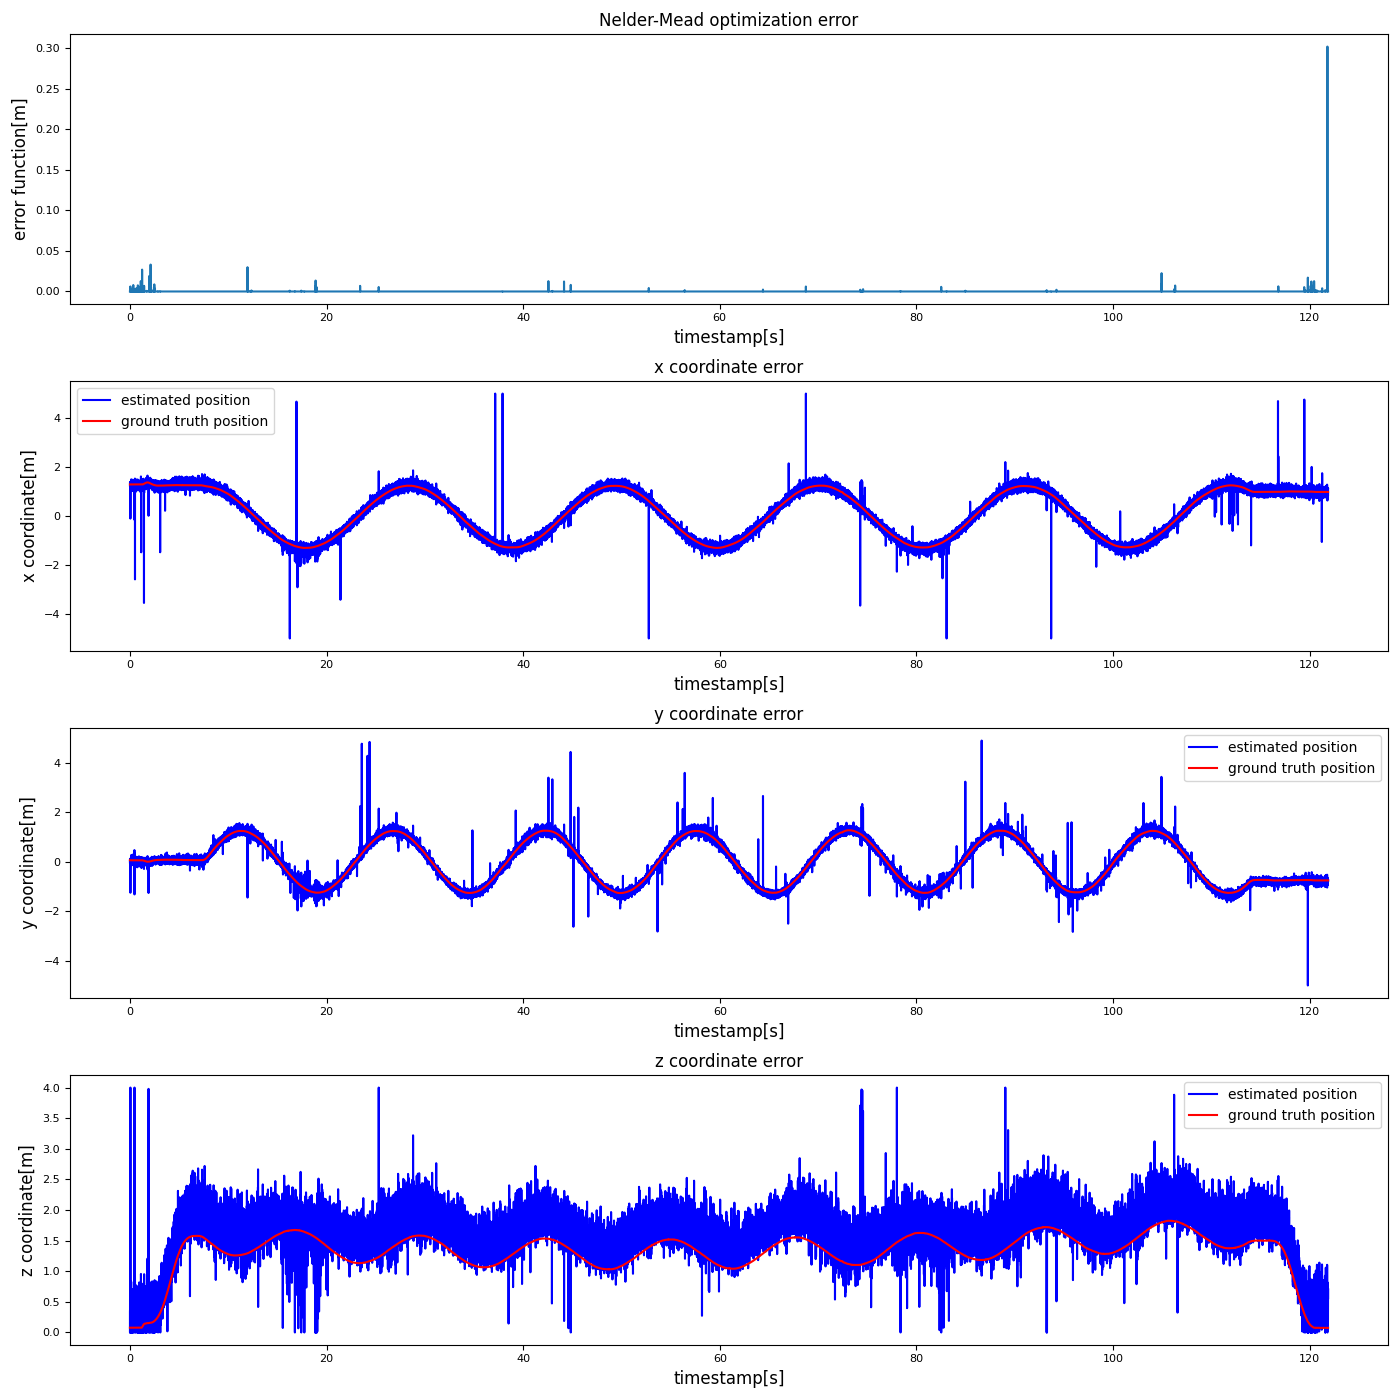 Nelder-Mead optimization error
error function[m]
0.30
0.25
0.20
0.15
0.10
0.05
0.00
0 20 40 60 80 100 120
timestamp[s]
x coordinate error
x coordinate[m]
estimated position
ground truth position
4
2
0
−2
−4
0 20 40 60 80 100 120
timestamp[s]
y coordinate error
y coordinate[m]
estimated position
ground truth position
4
2
0
−2
−4
0 20 40 60 80 100 120
timestamp[s]
z coordinate error
z coordinate[m]
estimated position
ground truth position
4.0
3.5
3.0
2.5
2.0
1.5
1.0
0.5
0.0
0 20 40 60 80 100 120
timestamp[s]